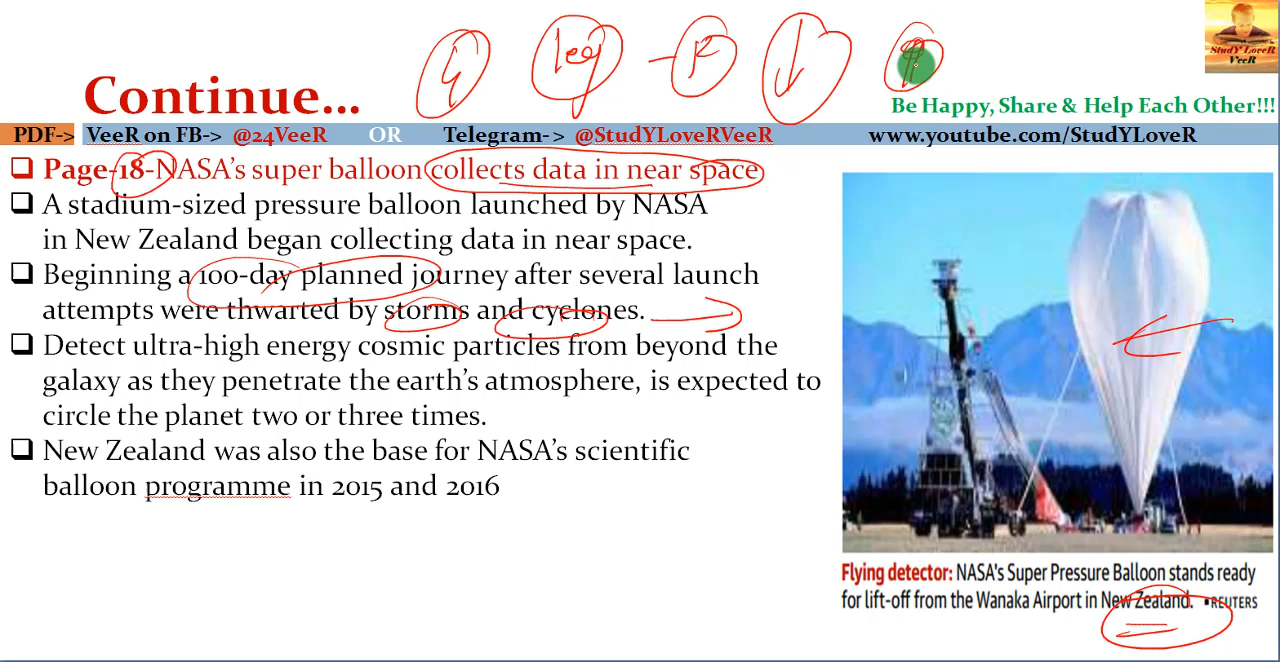 StudY LoveR
VeeR
Continue...
Be Happy, Share & Help Each Other!!!
PDF-> VeeR on FB-> @24VeeR OR Telegram-> @StudYLoveRVeeR www.youtube.com/StudYLoveR
❑ Page-18-NASA's super balloon collects data in near space
❑ A stadium-sized pressure balloon launched by NASA
in New Zealand began collecting data in near space.
❑ Beginning a 100-day planned journey after several launch
attempts were thwarted by storms and cyclones.
❑ Detect ultra-high energy cosmic particles from beyond the
galaxy as they penetrate the earth's atmosphere, is expected to
circle the planet two or three times.
❑ New Zealand was also the base for NASA's scientific
balloon programme in 2015 and 2016
Flying detector: NASA's Super Pressure Balloon stands ready
for lift-off from the Wanaka Airport in New Zealand. •REUTERS